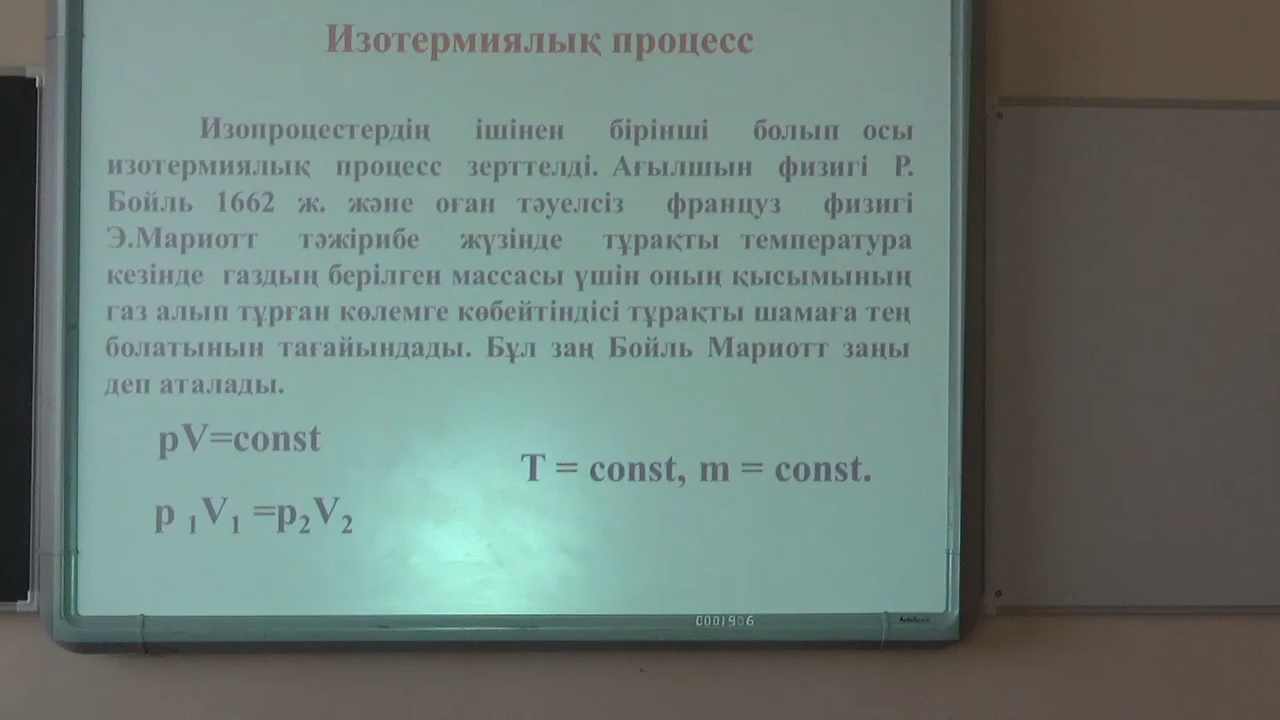 Изотермиялық процесс
Изопроцестердің ішінен бірінші болып осы
изотермиялық процесс зерттелді. Ағылшын физигі Р.
Бойль 1662 ж. және оған тәуелсіз француз физигі
Э.Мариотт тәжірибе жүзінде тұрақты температура
кезінде газдың берілген массасы үшін оның қысымының
газ алып тұрған көлемге көбейтіндісі тұрақты шамаға тең
болатынын тағайындады. Бұл заң Бойль Мариотт заңы
деп аталады.
pV=const
T = const, m = const.
p ₁V₁ =p₂V₂
0001906